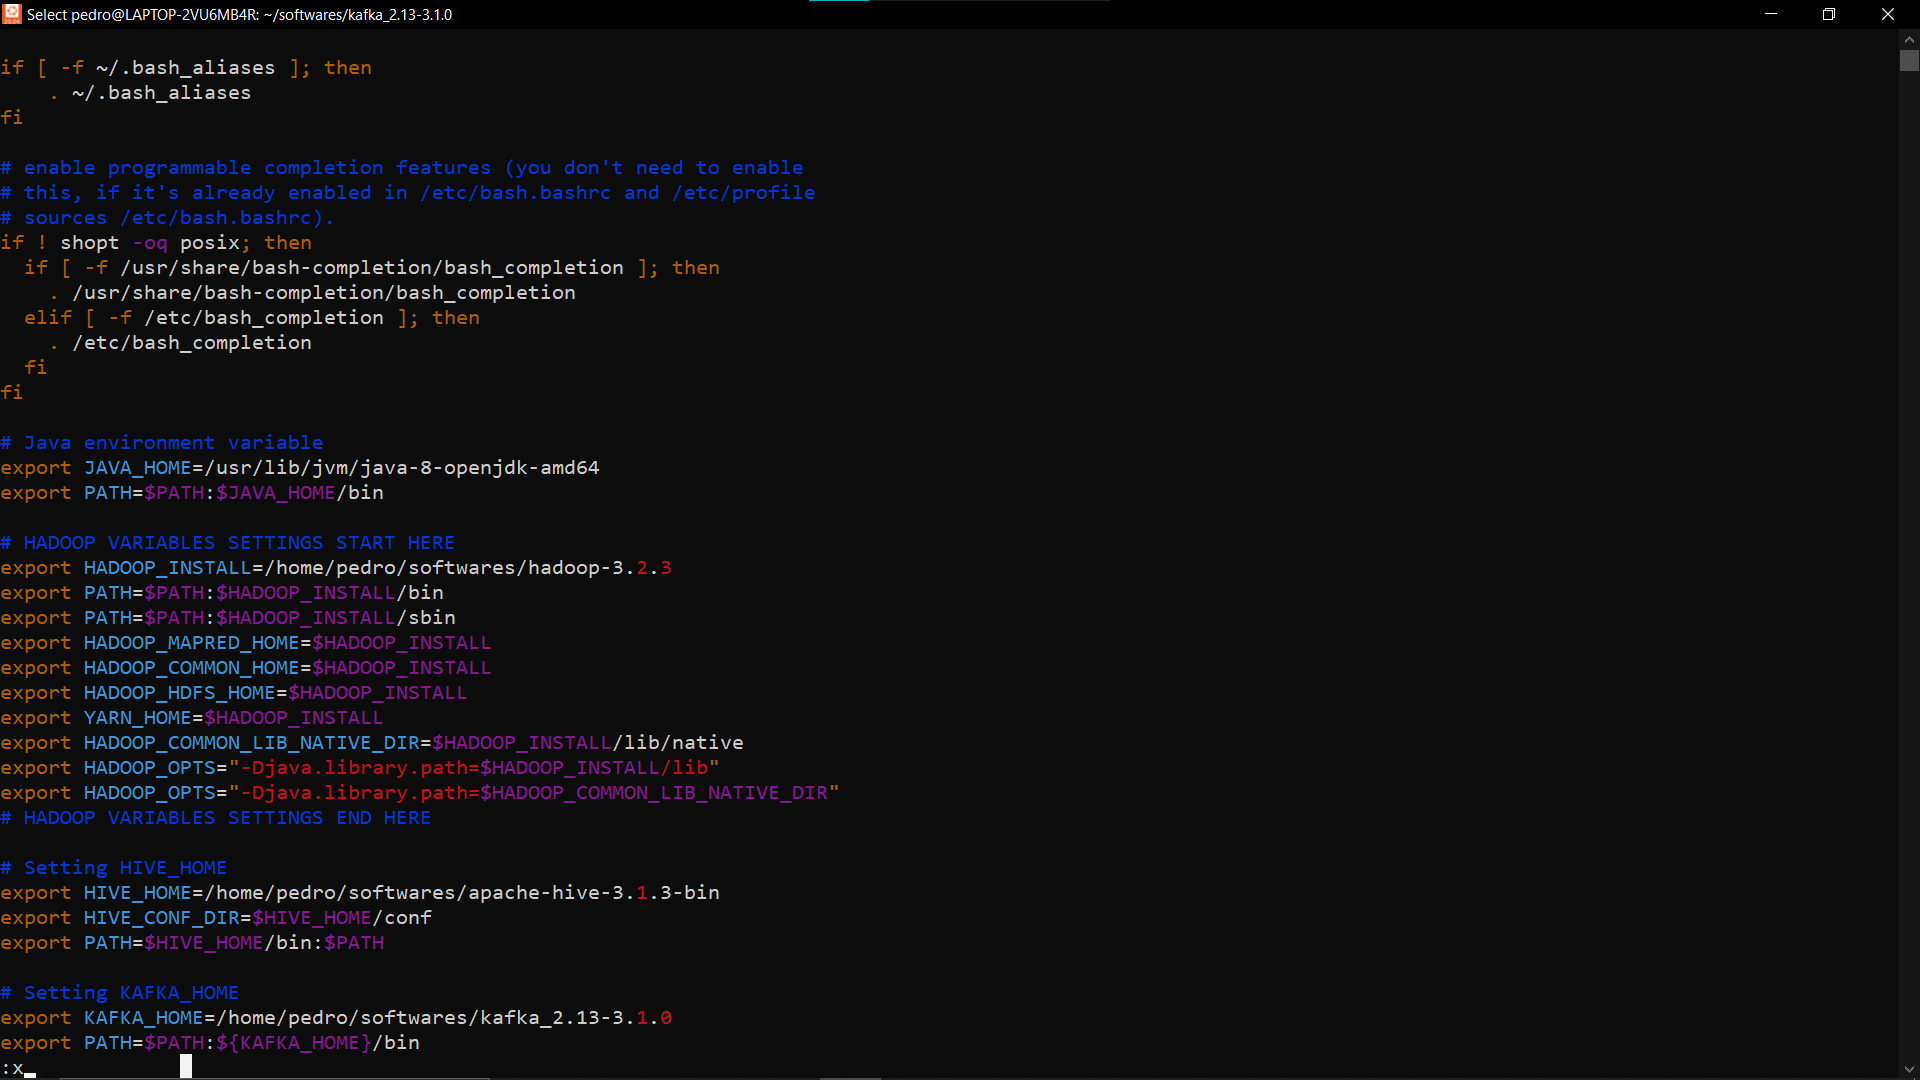 Select pedro@LAPTOP-2VU6MB4R: ~/softwares/kafka_2.13-3.1.0
if [ -f ~/.bash_aliases ]; then
    . ~/.bash_aliases
fi
# enable programmable completion features (you don't need to enable
# this, if it's already enabled in /etc/bash.bashrc and /etc/profile
# sources /etc/bash.bashrc).
if ! shopt -oq posix; then
  if [ -f /usr/share/bash-completion/bash_completion ]; then
    . /usr/share/bash-completion/bash_completion
  elif [ -f /etc/bash_completion ]; then
    . /etc/bash_completion
  fi
fi
# Java environment variable
export JAVA_HOME=/usr/lib/jvm/java-8-openjdk-amd64
export PATH=$PATH:$JAVA_HOME/bin
# HADOOP VARIABLES SETTINGS START HERE
export HADOOP_INSTALL=/home/pedro/softwares/hadoop-3.2.3
export PATH=$PATH:$HADOOP_INSTALL/bin
export PATH=$PATH:$HADOOP_INSTALL/sbin
export HADOOP_MAPRED_HOME=$HADOOP_INSTALL
export HADOOP_COMMON_HOME=$HADOOP_INSTALL
export HADOOP_HDFS_HOME=$HADOOP_INSTALL
export YARN_HOME=$HADOOP_INSTALL
export HADOOP_COMMON_LIB_NATIVE_DIR=$HADOOP_INSTALL/lib/native
export HADOOP_OPTS="-Djava.library.path=$HADOOP_INSTALL/lib"
export HADOOP_OPTS="-Djava.library.path=$HADOOP_COMMON_LIB_NATIVE_DIR"
# HADOOP VARIABLES SETTINGS END HERE
# Setting HIVE_HOME
export HIVE_HOME=/home/pedro/softwares/apache-hive-3.1.3-bin
export HIVE_CONF_DIR=$HIVE_HOME/conf
export PATH=$HIVE_HOME/bin:$PATH
# Setting KAFKA_HOME
export KAFKA_HOME=/home/pedro/softwares/kafka_2.13-3.1.0
export PATH=$PATH:${KAFKA_HOME}/bin
:x